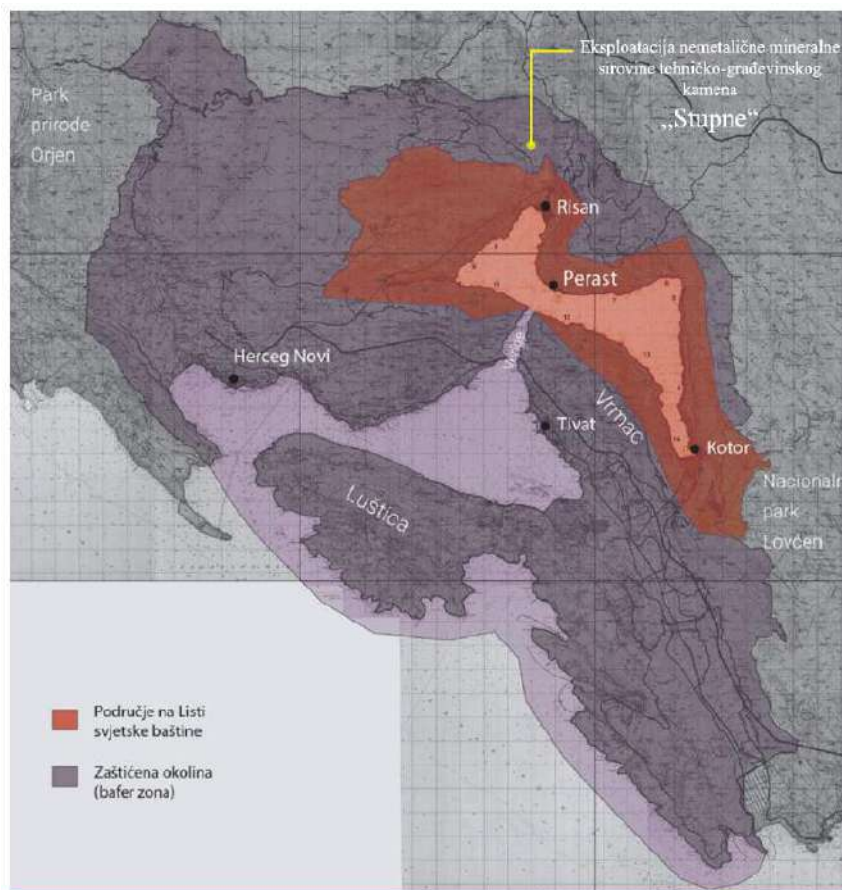 Eksploatacija nemetalične mineralne
sirovine tehničko-građevinskog
kamena
„Stupne“
Park
prirode
Orjen
Risan
Perast
Verige
Herceg Novi
Tivat
Vrmac
Kotor
Luštica
Nacionaln
park
Lovćen
Područje na Listi
svjetske baštine
Zaštićena okolina
(bafer zona)